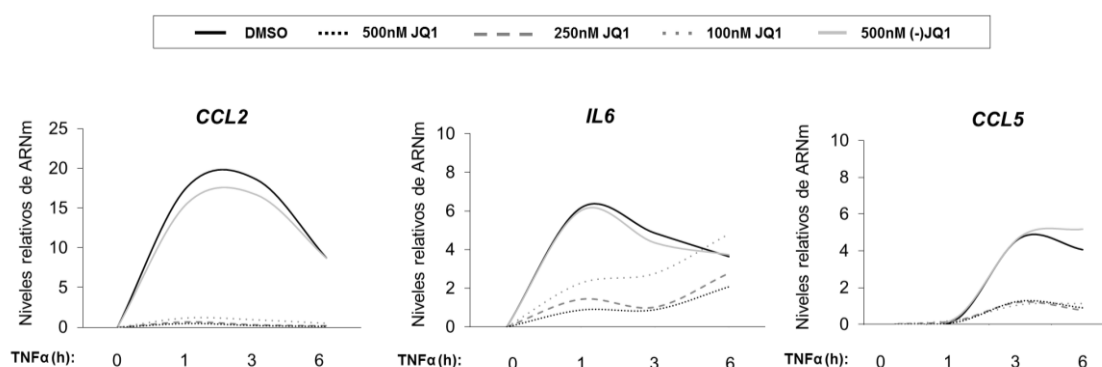 DMSO 500nM JQ1 250nM JQ1 100nM JQ1 500nM (-)JQ1
CCL2
Niveles relativos de ARNm
25
20
15
10
5
0
TNFα (h): 0 1 3 6
IL6
Niveles relativos de ARNm
10
8
6
4
2
0
TNFα (h): 0 1 3 6
CCL5
Niveles relativos de ARNm
10
8
6
4
2
0
TNFα (h): 0 1 3 6